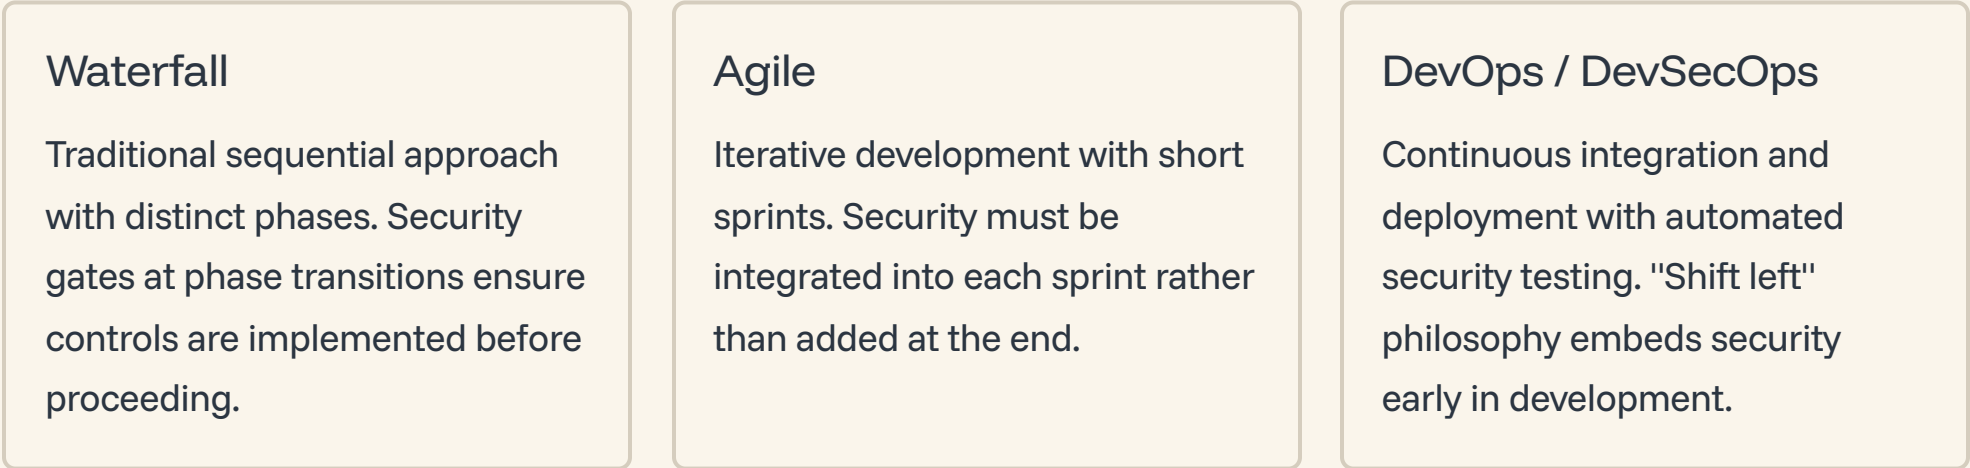 Waterfall
Traditional sequential approach
with distinct phases. Security
gates at phase transitions ensure
controls are implemented before
proceeding.
Agile
Iterative development with short
sprints. Security must be
integrated into each sprint rather
than added at the end.
DevOps / DevSecOps
Continuous integration and
deployment with automated
security testing. "Shift left"
philosophy embeds security
early in development.